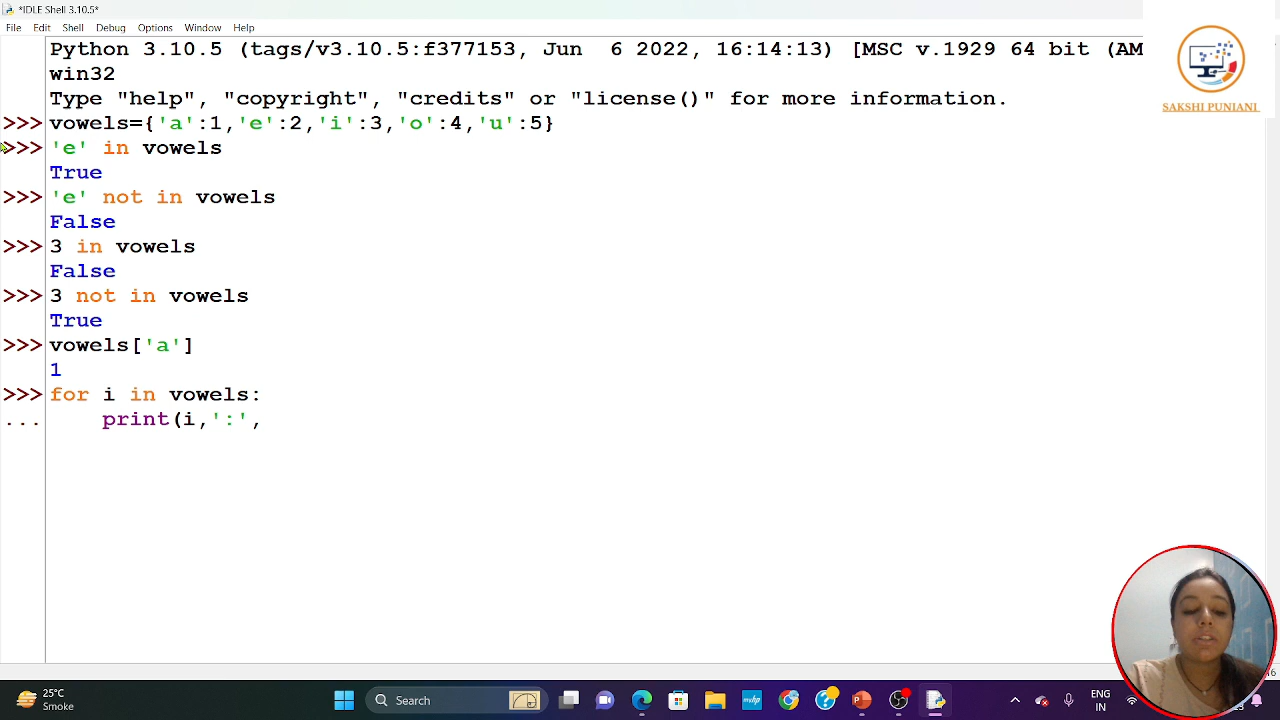 *IDLE Shell 3.10.5*
File Edit Shell Debug Options Window Help
Python 3.10.5 (tags/v3.10.5:f377153, Jun  6 2022, 16:14:13) [MSC v.1929 64 bit (AM
win32
Type "help", "copyright", "credits" or "license()" for more information.
>>> vowels={'a':1,'e':2,'i':3,'o':4,'u':5}
>>> 'e' in vowels
True
>>> 'e' not in vowels
False
>>> 3 in vowels
False
>>> 3 not in vowels
True
>>> vowels['a']
1
>>> for i in vowels:
...     print(i,':',
SAKSHI PUNIANI
25°C
Smoke
Search
ENG
IN